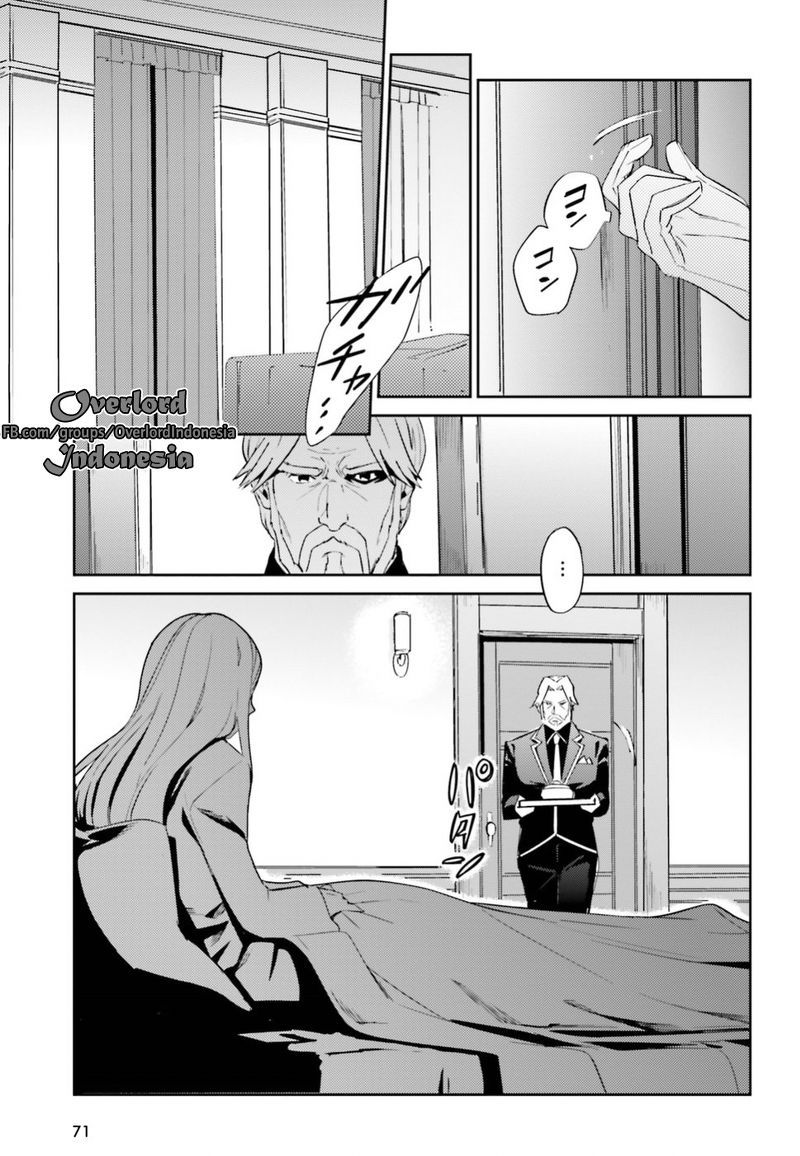 コン
コン
ガチャ…
Overlord
FB.com/groups/OverlordIndonesia
Indonesia
…
パタン
71